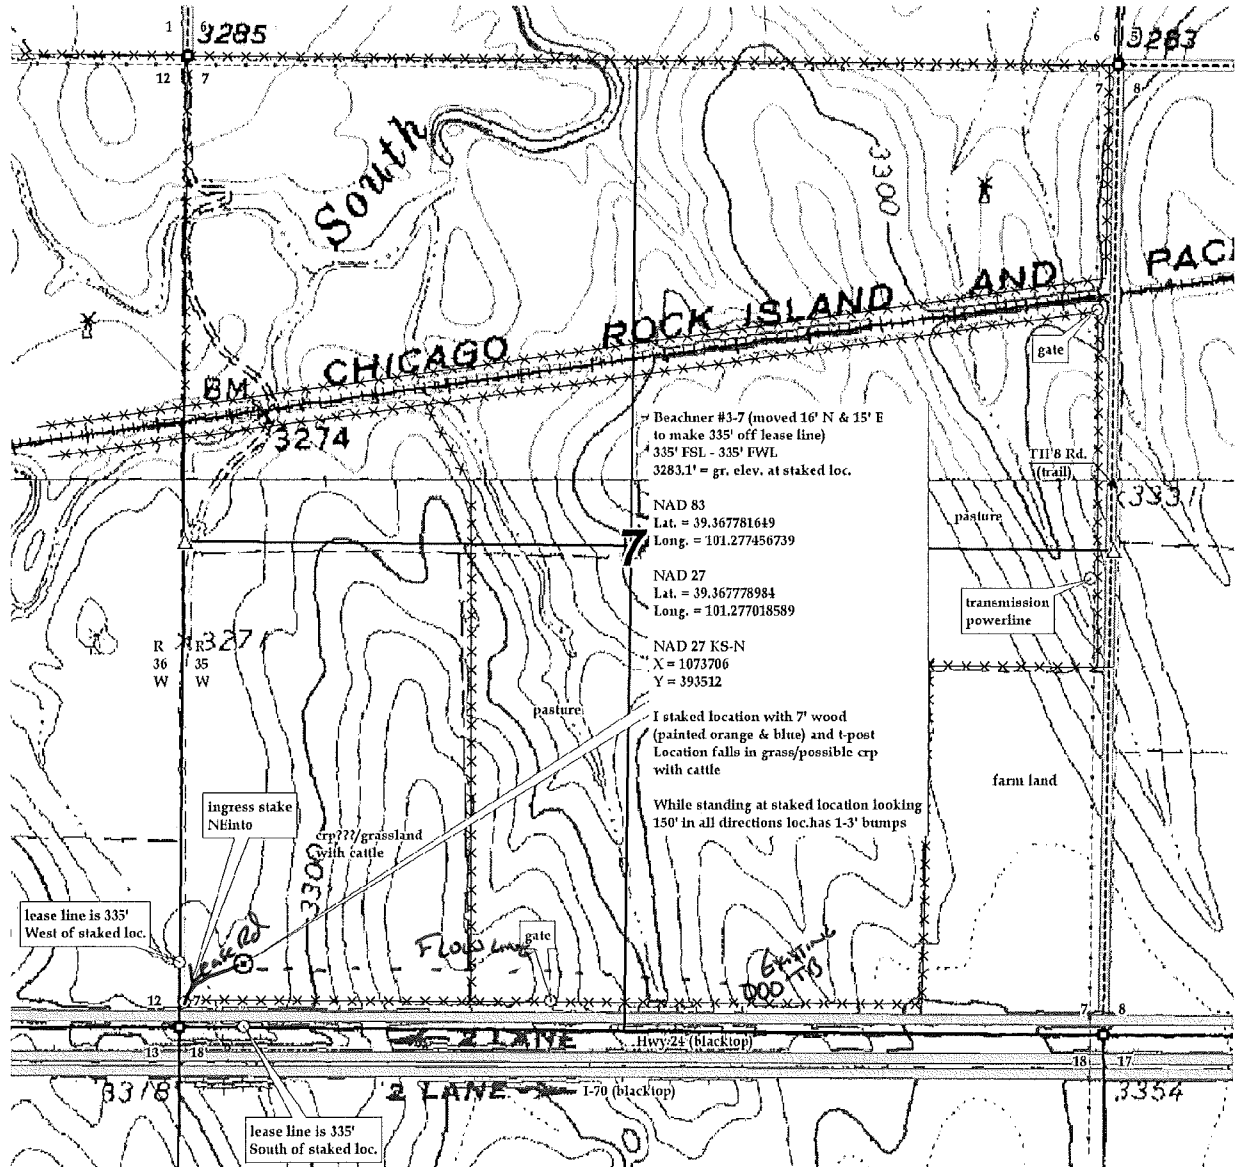 1 6 3285
6 5 3283
12 7
7 8
South
3300
CHICAGO ROCK ISLAND AND PACI
BM
3274
gate
Beachner #3-7 (moved 16' N & 15' E
to make 335' off lease line)
335' FSL - 335' FWL
3283.1' = gr. elev. at staked loc.
NAD 83
Lat. = 39.367781649
Long. = 101.277456739
NAD 27
Lat. = 39.367778984
Long. = 101.277018589
NAD 27 KS-N
X = 1073706
Y = 393512
I staked location with 7' wood
(painted orange & blue) and t-post
Location falls in grass/possible crp
with cattle
While standing at staked location looking
150' in all directions loc.has 1-3' bumps
(trail)
333
pasture
7
transmission
powerline
R R
36 35
W W
3271
pasture
farm land
ingress stake
NEinto
crp???/grassland
with cattle
3300
lease line is 335'
West of staked loc.
Lease Rd
Flow Line
gate
Existing
12 7
7 8
2 LANE
Hwy 24 (blacktop)
13 18
18 17
3318
2 LANE
I-70 (blacktop)
3354
lease line is 335'
South of staked loc.